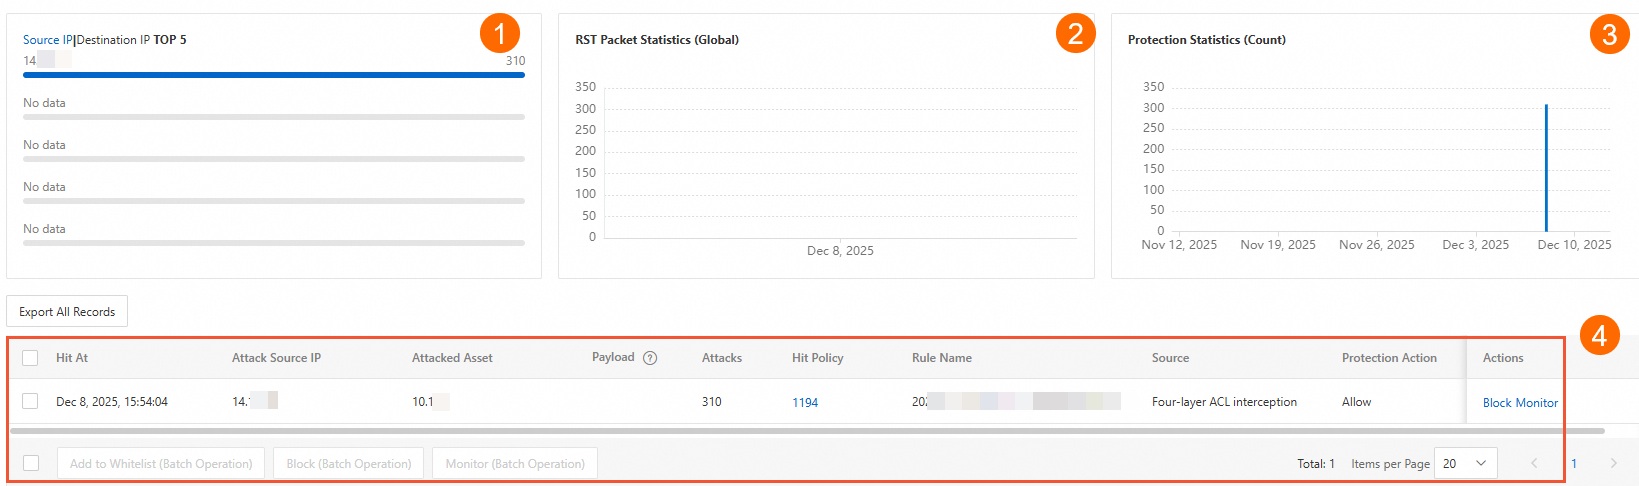 Source IP|Destination IP TOP 5
1
14
310
No data
No data
No data
No data
RST Packet Statistics (Global)
2
350
300
250
200
150
100
50
0
Dec 8, 2025
Protection Statistics (Count)
3
350
300
250
200
150
100
50
0
Nov 12, 2025 Nov 19, 2025 Nov 26, 2025 Dec 3, 2025 Dec 10, 2025
Export All Records
4
Hit At Attack Source IP Attacked Asset Payload ? Attacks Hit Policy Rule Name Source Protection Action Actions
Dec 8, 2025, 15:54:04 14. 10.1 310 1194 202 Four-layer ACL interception Allow Block Monitor
Add to Whitelist (Batch Operation) Block (Batch Operation) Monitor (Batch Operation) Total: 1 Items per Page 20 1